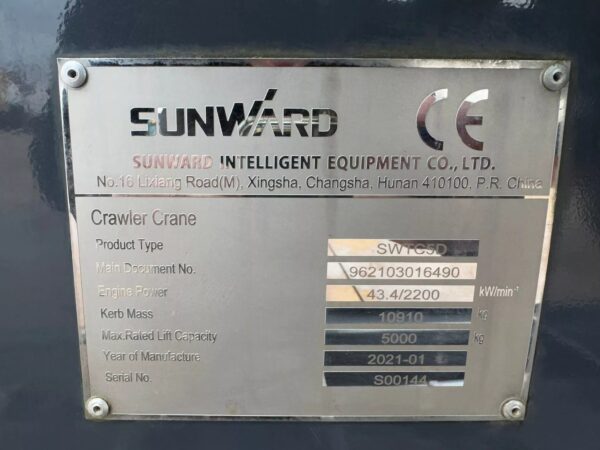 SUNWARD CE
SUNWARD INTELLIGENT EQUIPMENT CO., LTD.
No.16 Lixiang Road(M), Xingsha, Changsha, Hunan 410100, P.R. China
Crawler Crane
Product Type SWTC5D
Main Document No. 962103016490
Engine Power 43.4/2200 kW/min⁻¹
Kerb Mass 10910 kg
Max.Rated Lift Capacity 5000 kg
Year of Manufacture 2021-01
Serial No. S00144